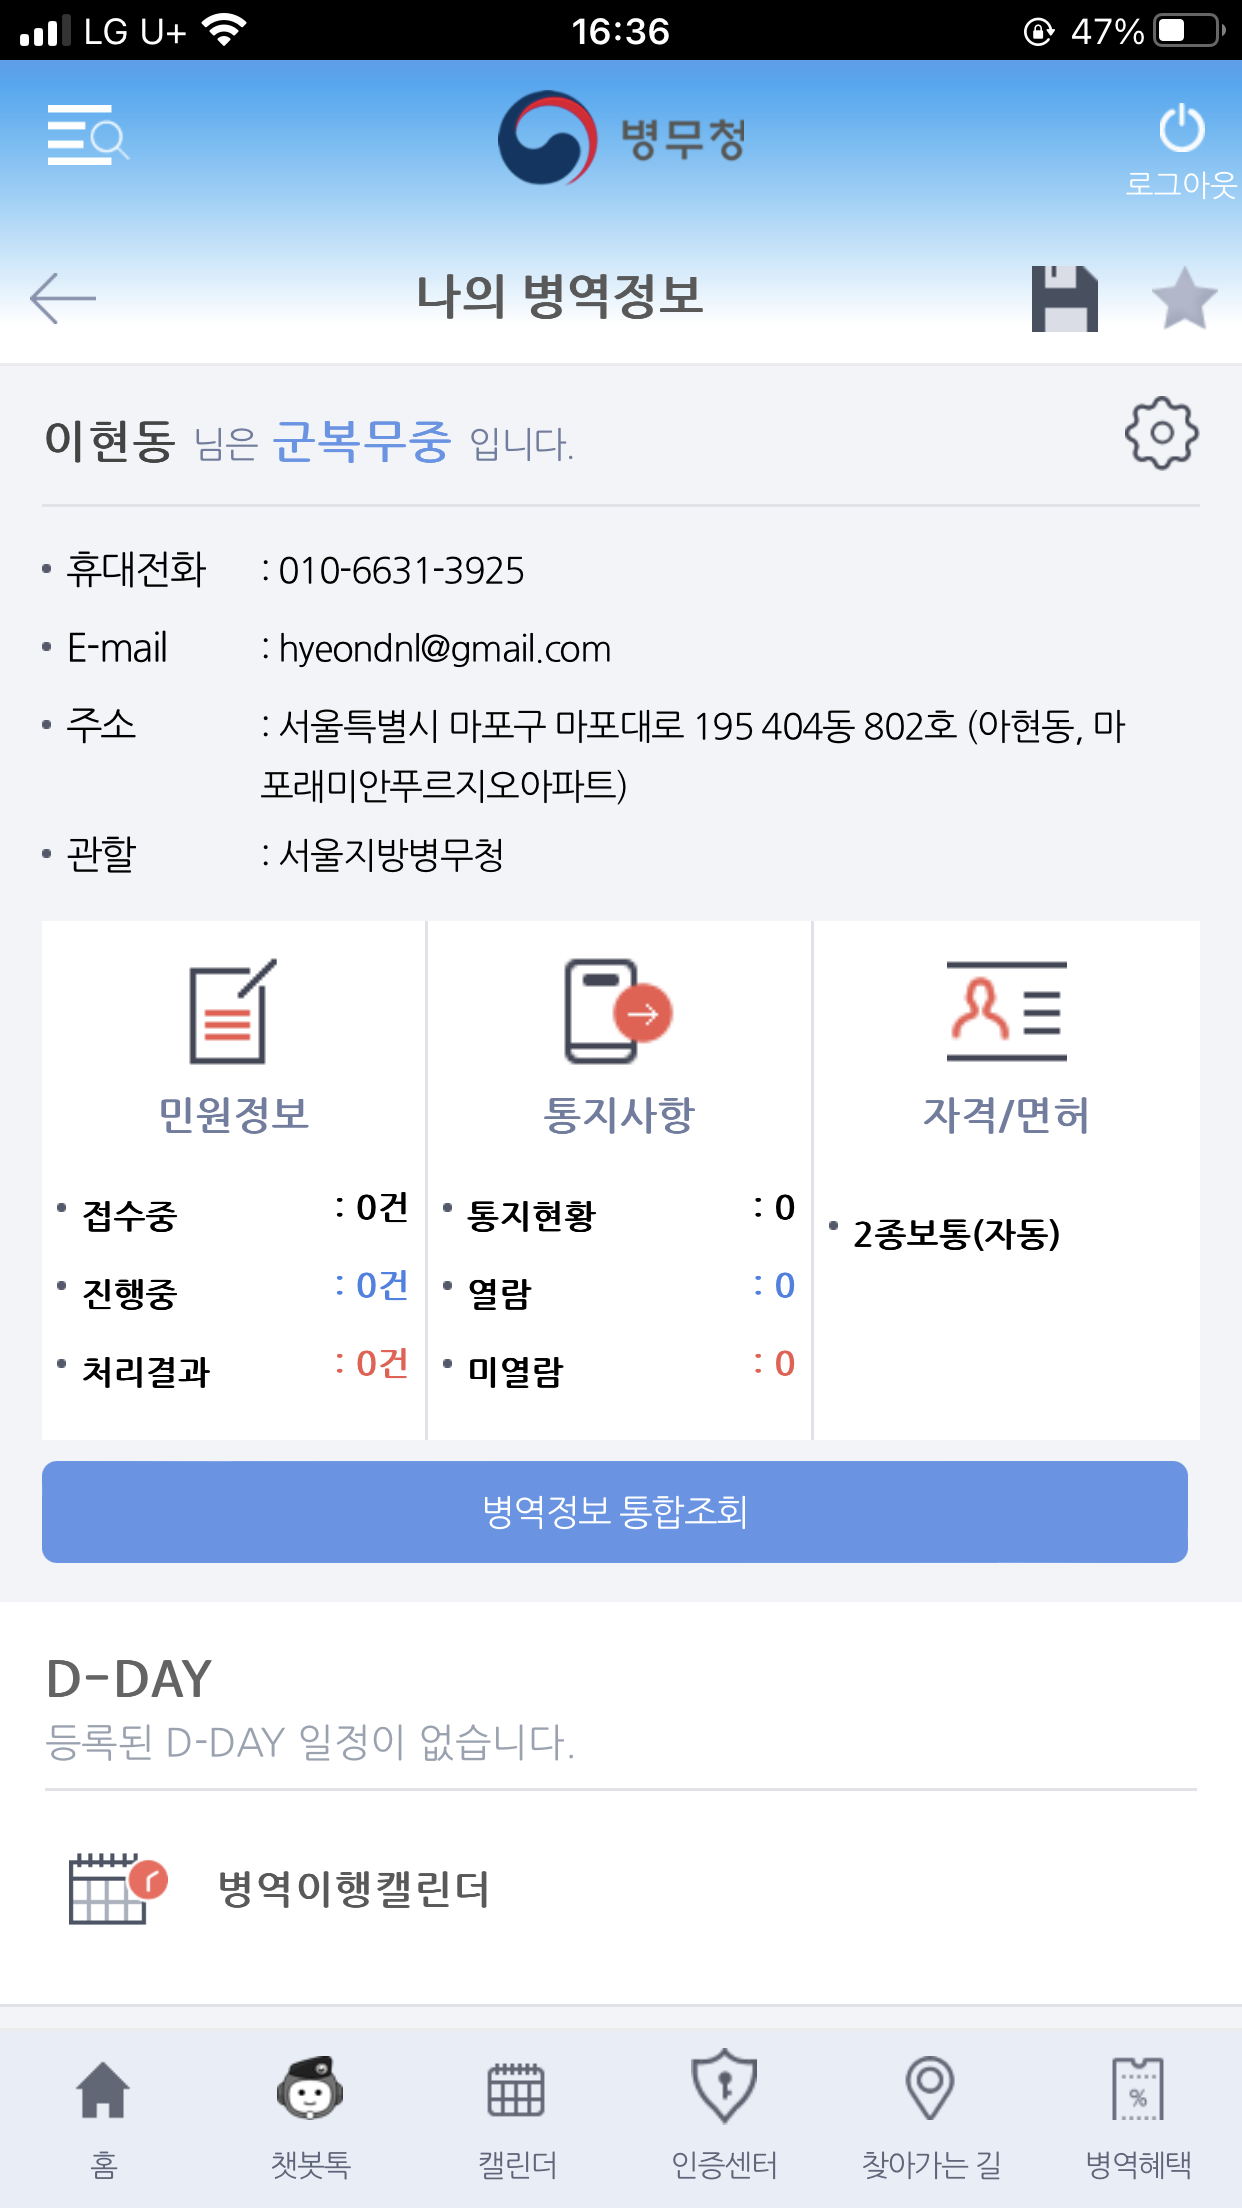 LG U+ 16:36 47%
병무청
로그아웃
나의 병역정보
이현동 님은 군복무중 입니다.
휴대전화 : 010-6631-3925
E-mail : hyeondnl@gmail.com
주소 : 서울특별시 마포구 마포대로 195 404동 802호 (아현동, 마
포래미안푸르지오아파트)
관할 : 서울지방병무청
민원정보 통지사항 자격/면허
접수중 : 0건 통지현황 : 0 2종보통(자동)
진행중 : 0건 열람 : 0
처리결과 : 0건 미열람 : 0
병역정보 통합조회
D-DAY
등록된 D-DAY 일정이 없습니다.
병역이행캘린더
%
홈 챗봇톡 캘린더 인증센터 찾아가는 길 병역혜택